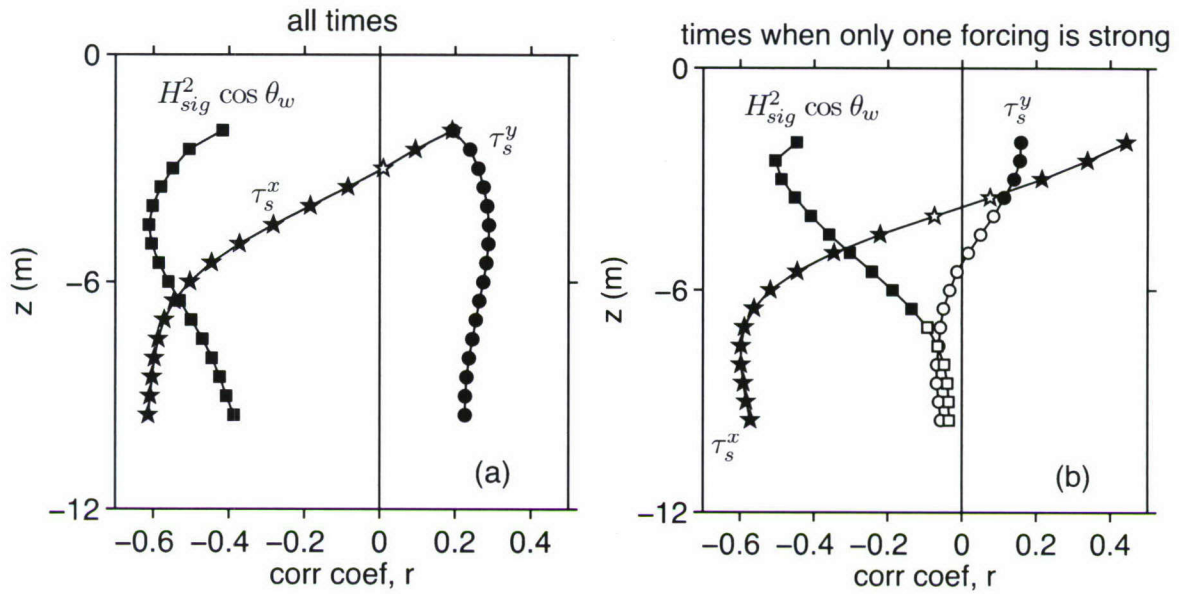 all times
0
−6
−12
z (m)
H²sig cos θw
τsˣ
τsʸ
(a)
−0.6 −0.4 −0.2 0 0.2 0.4
corr coef, r
times when only one forcing is strong
0
−6
−12
z (m)
H²sig cos θw
τsʸ
τsˣ
(b)
−0.6 −0.4 −0.2 0 0.2 0.4
corr coef, r